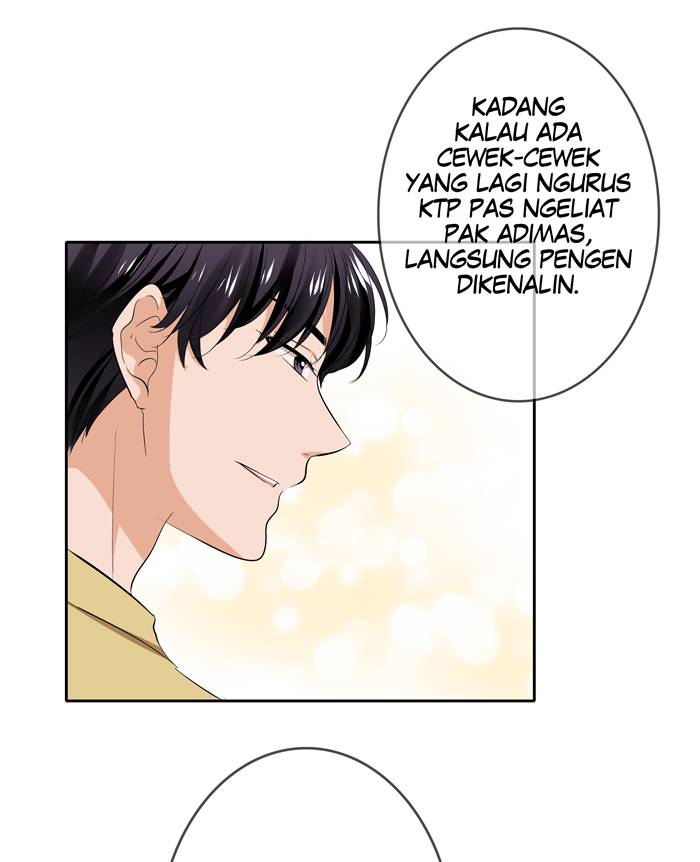 KADANG
KALAU ADA
CEWEK-CEWEK
YANG LAGI NGURUS
KTP PAS NGELIAT
PAK ADIMAS,
LANGSUNG PENGEN
DIKENALIN.